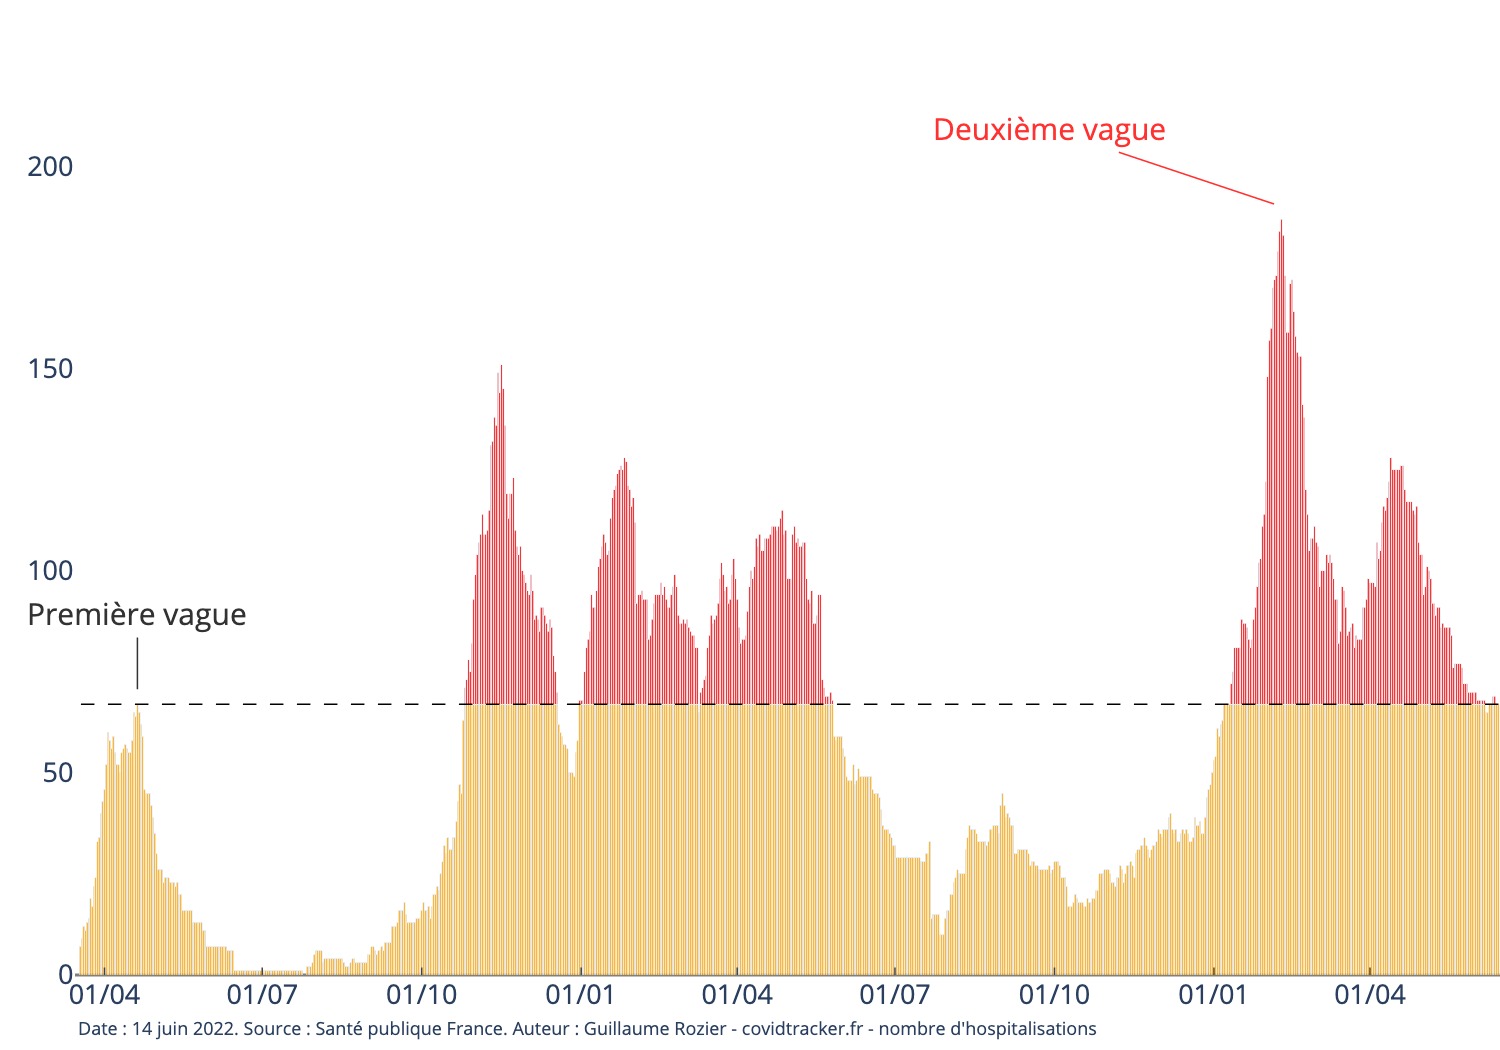 Deuxième vague
200
150
100
Première vague
50
0
01/04 01/07 01/10 01/01 01/04 01/07 01/10 01/01 01/04
Date : 14 juin 2022. Source : Santé publique France. Auteur : Guillaume Rozier - covidtracker.fr - nombre d'hospitalisations